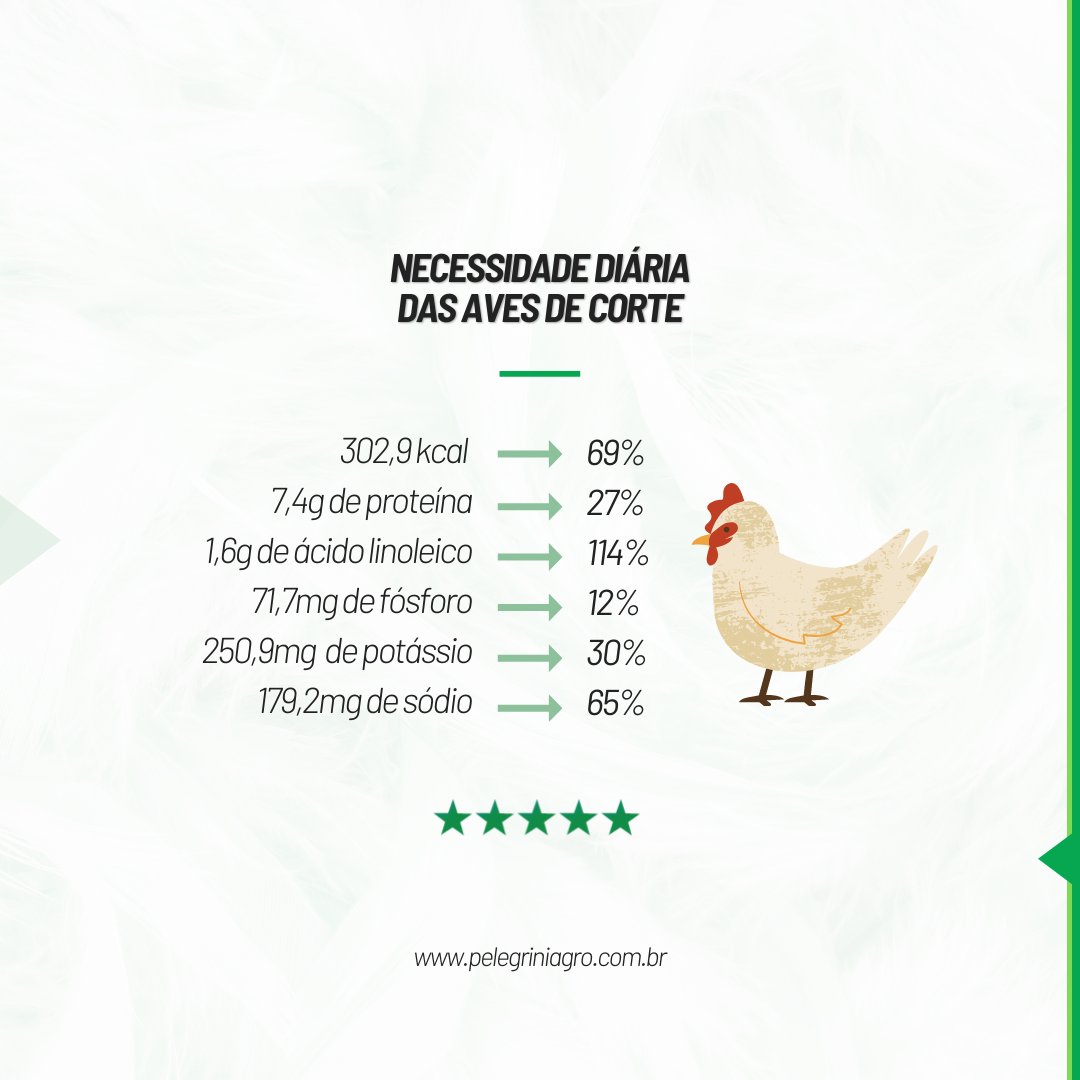 NECESSIDADE DIÁRIA
DAS AVES DE CORTE
302,9 kcal 69%
7,4g de proteína 27%
1,6g de ácido linoleico 114%
71,7mg de fósforo 12%
250,9mg de potássio 30%
179,2mg de sódio 65%
www.pelegriniagro.com.br